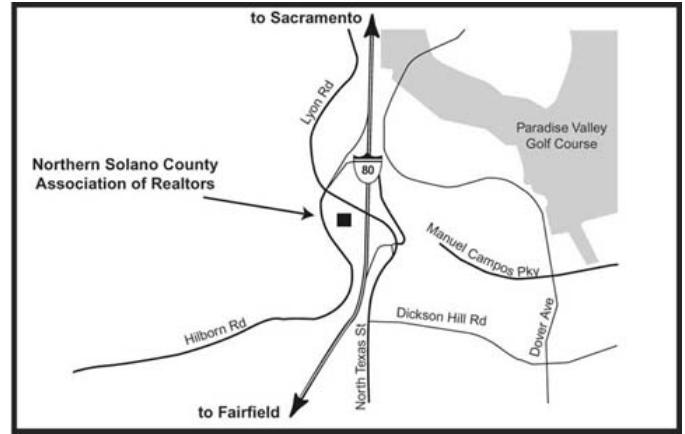 to Sacramento
Lyon Rd
Paradise Valley
Golf Course
Northern Solano County
Association of Realtors
80
Manuel Campos Pky
Hilborn Rd
Dickson Hill Rd
Dover Ave
North Texas St
to Fairfield